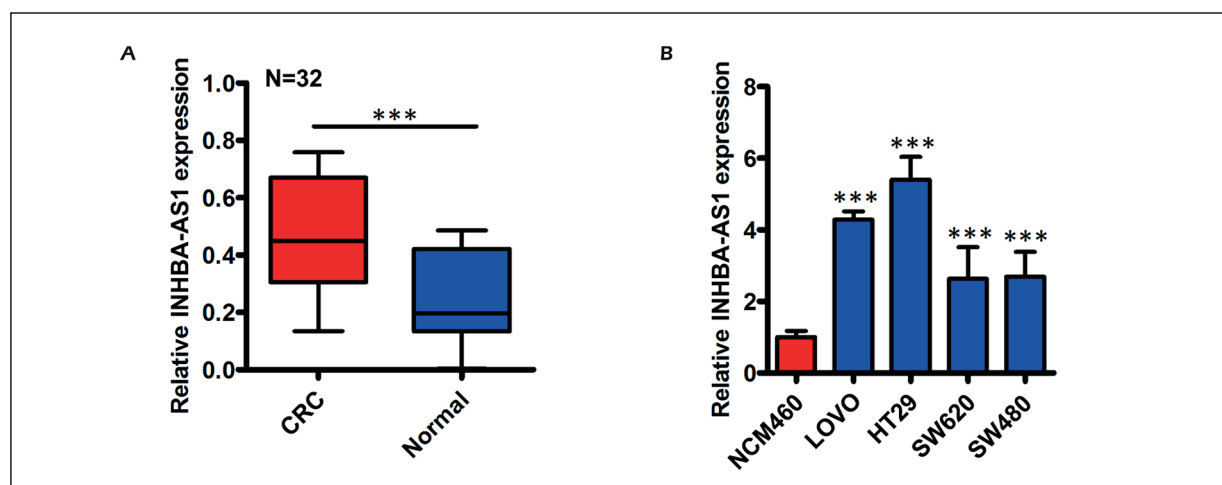 A
N=32
***
Relative INHBA-AS1 expression
1.0
0.8
0.6
0.4
0.2
0.0
CRC
Normal
B
Relative INHBA-AS1 expression
8
6
4
2
0
***
***
***
***
NCM460
LOVO
HT29
SW620
SW480